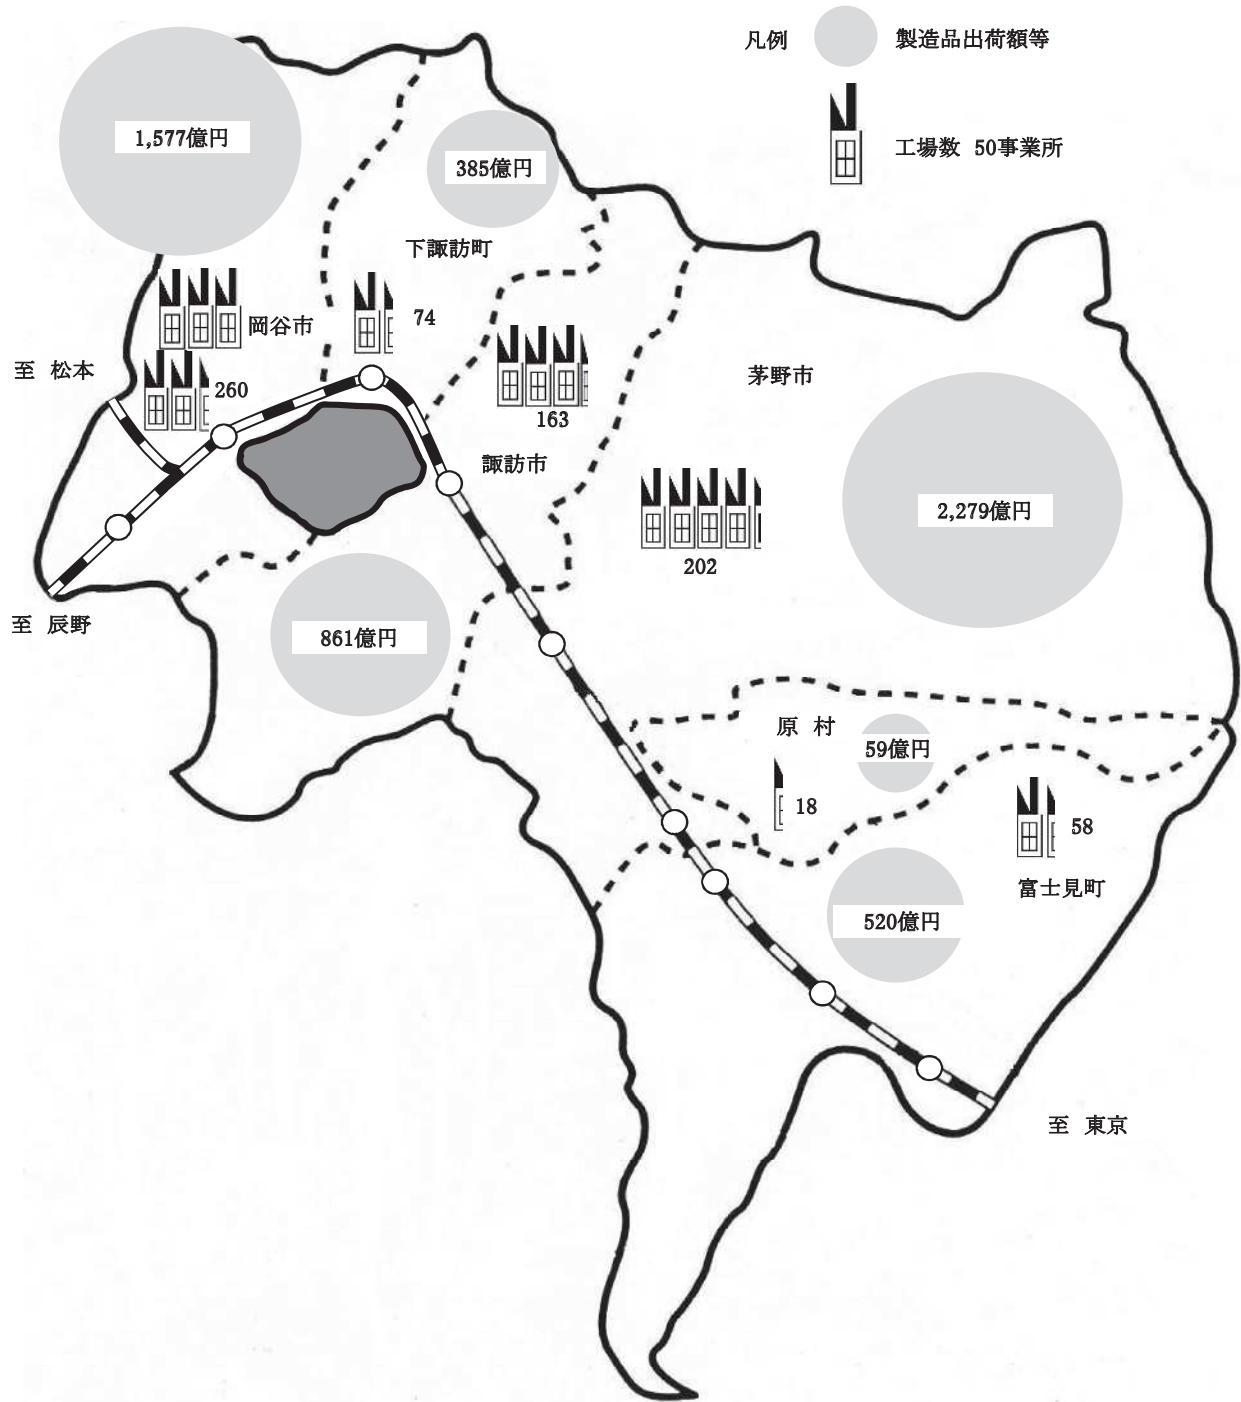 凡例 製造品出荷額等
工場数 50事業所
1,577億円
385億円
下諏訪町
岡谷市
74
至 松本
260
163
茅野市
諏訪市
2,279億円
202
至 辰野
861億円
原 村
59億円
18
58
富士見町
520億円
至 東京